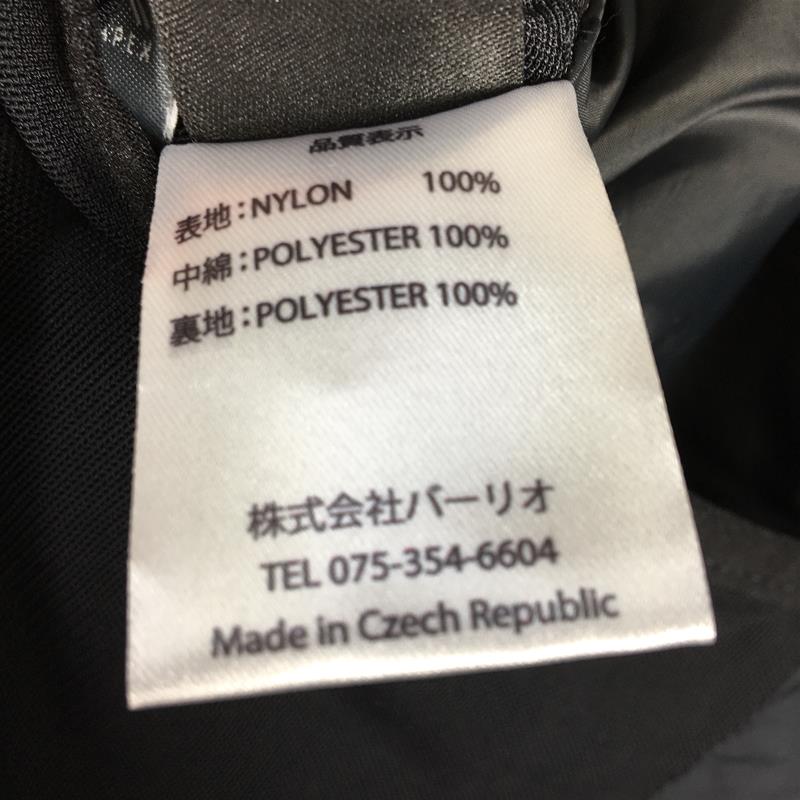 品質表示
表地:NYLON 100%
中綿:POLYESTER 100%
裏地:POLYESTER 100%
株式会社バーリオ
TEL 075-354-6604
Made in Czech Republic